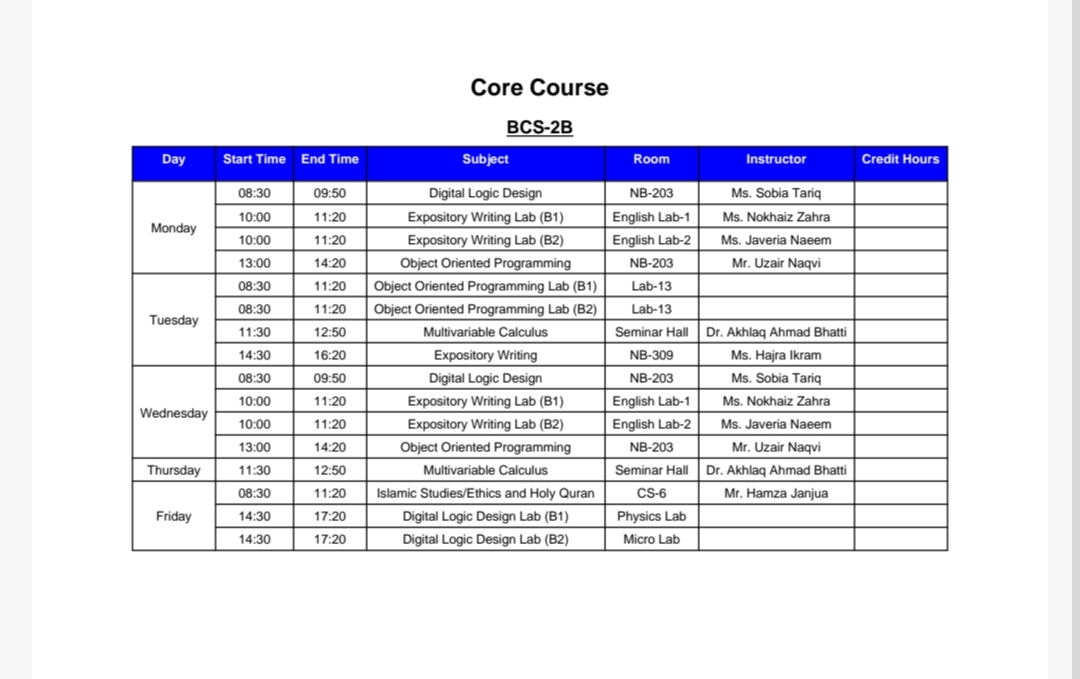 Core Course
BCS-2B
Day Start Time End Time Subject Room Instructor Credit Hours
Monday
08:30 09:50 Digital Logic Design NB-203 Ms. Sobia Tariq
10:00 11:20 Expository Writing Lab (B1) English Lab-1 Ms. Nokhaiz Zahra
10:00 11:20 Expository Writing Lab (B2) English Lab-2 Ms. Javeria Naeem
13:00 14:20 Object Oriented Programming NB-203 Mr. Uzair Naqvi
Tuesday
08:30 11:20 Object Oriented Programming Lab (B1) Lab-13
08:30 11:20 Object Oriented Programming Lab (B2) Lab-13
11:30 12:50 Multivariable Calculus Seminar Hall Dr. Akhlaq Ahmad Bhatti
14:30 16:20 Expository Writing NB-309 Ms. Hajra Ikram
Wednesday
08:30 09:50 Digital Logic Design NB-203 Ms. Sobia Tariq
10:00 11:20 Expository Writing Lab (B1) English Lab-1 Ms. Nokhaiz Zahra
10:00 11:20 Expository Writing Lab (B2) English Lab-2 Ms. Javeria Naeem
13:00 14:20 Object Oriented Programming NB-203 Mr. Uzair Naqvi
Thursday 11:30 12:50 Multivariable Calculus Seminar Hall Dr. Akhlaq Ahmad Bhatti
Friday
08:30 11:20 Islamic Studies/Ethics and Holy Quran CS-6 Mr. Hamza Janjua
14:30 17:20 Digital Logic Design Lab (B1) Physics Lab
14:30 17:20 Digital Logic Design Lab (B2) Micro Lab